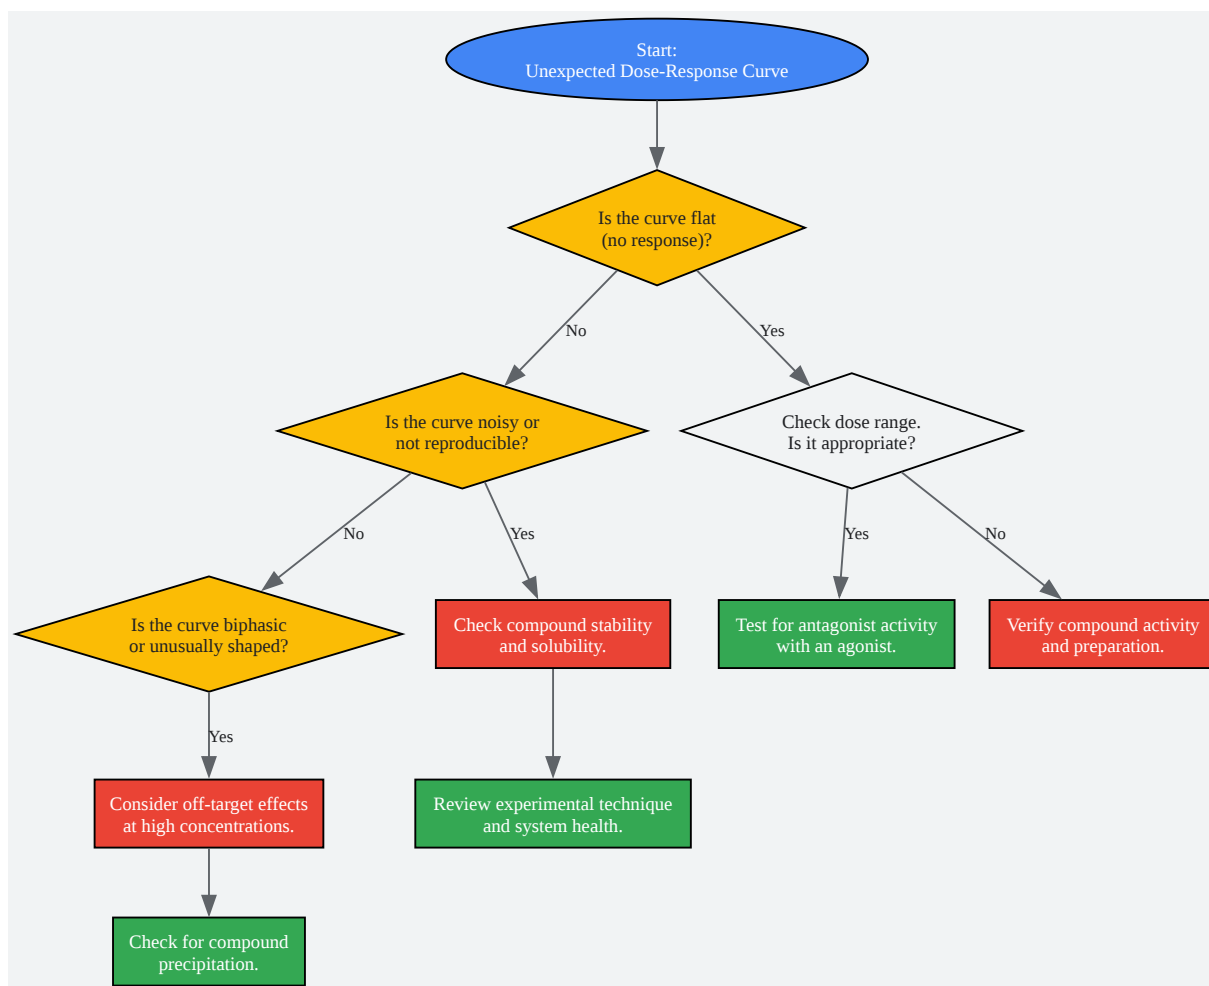 Start:
Unexpected Dose-Response Curve
Is the curve flat
(no response)?
No
Yes
Is the curve noisy or
not reproducible?
Check dose range.
Is it appropriate?
No
Yes
Yes
No
Is the curve biphasic
or unusually shaped?
Check compound stability
and solubility.
Test for antagonist activity
with an agonist.
Verify compound activity
and preparation.
Yes
Consider off-target effects
at high concentrations.
Review experimental technique
and system health.
Check for compound
precipitation.